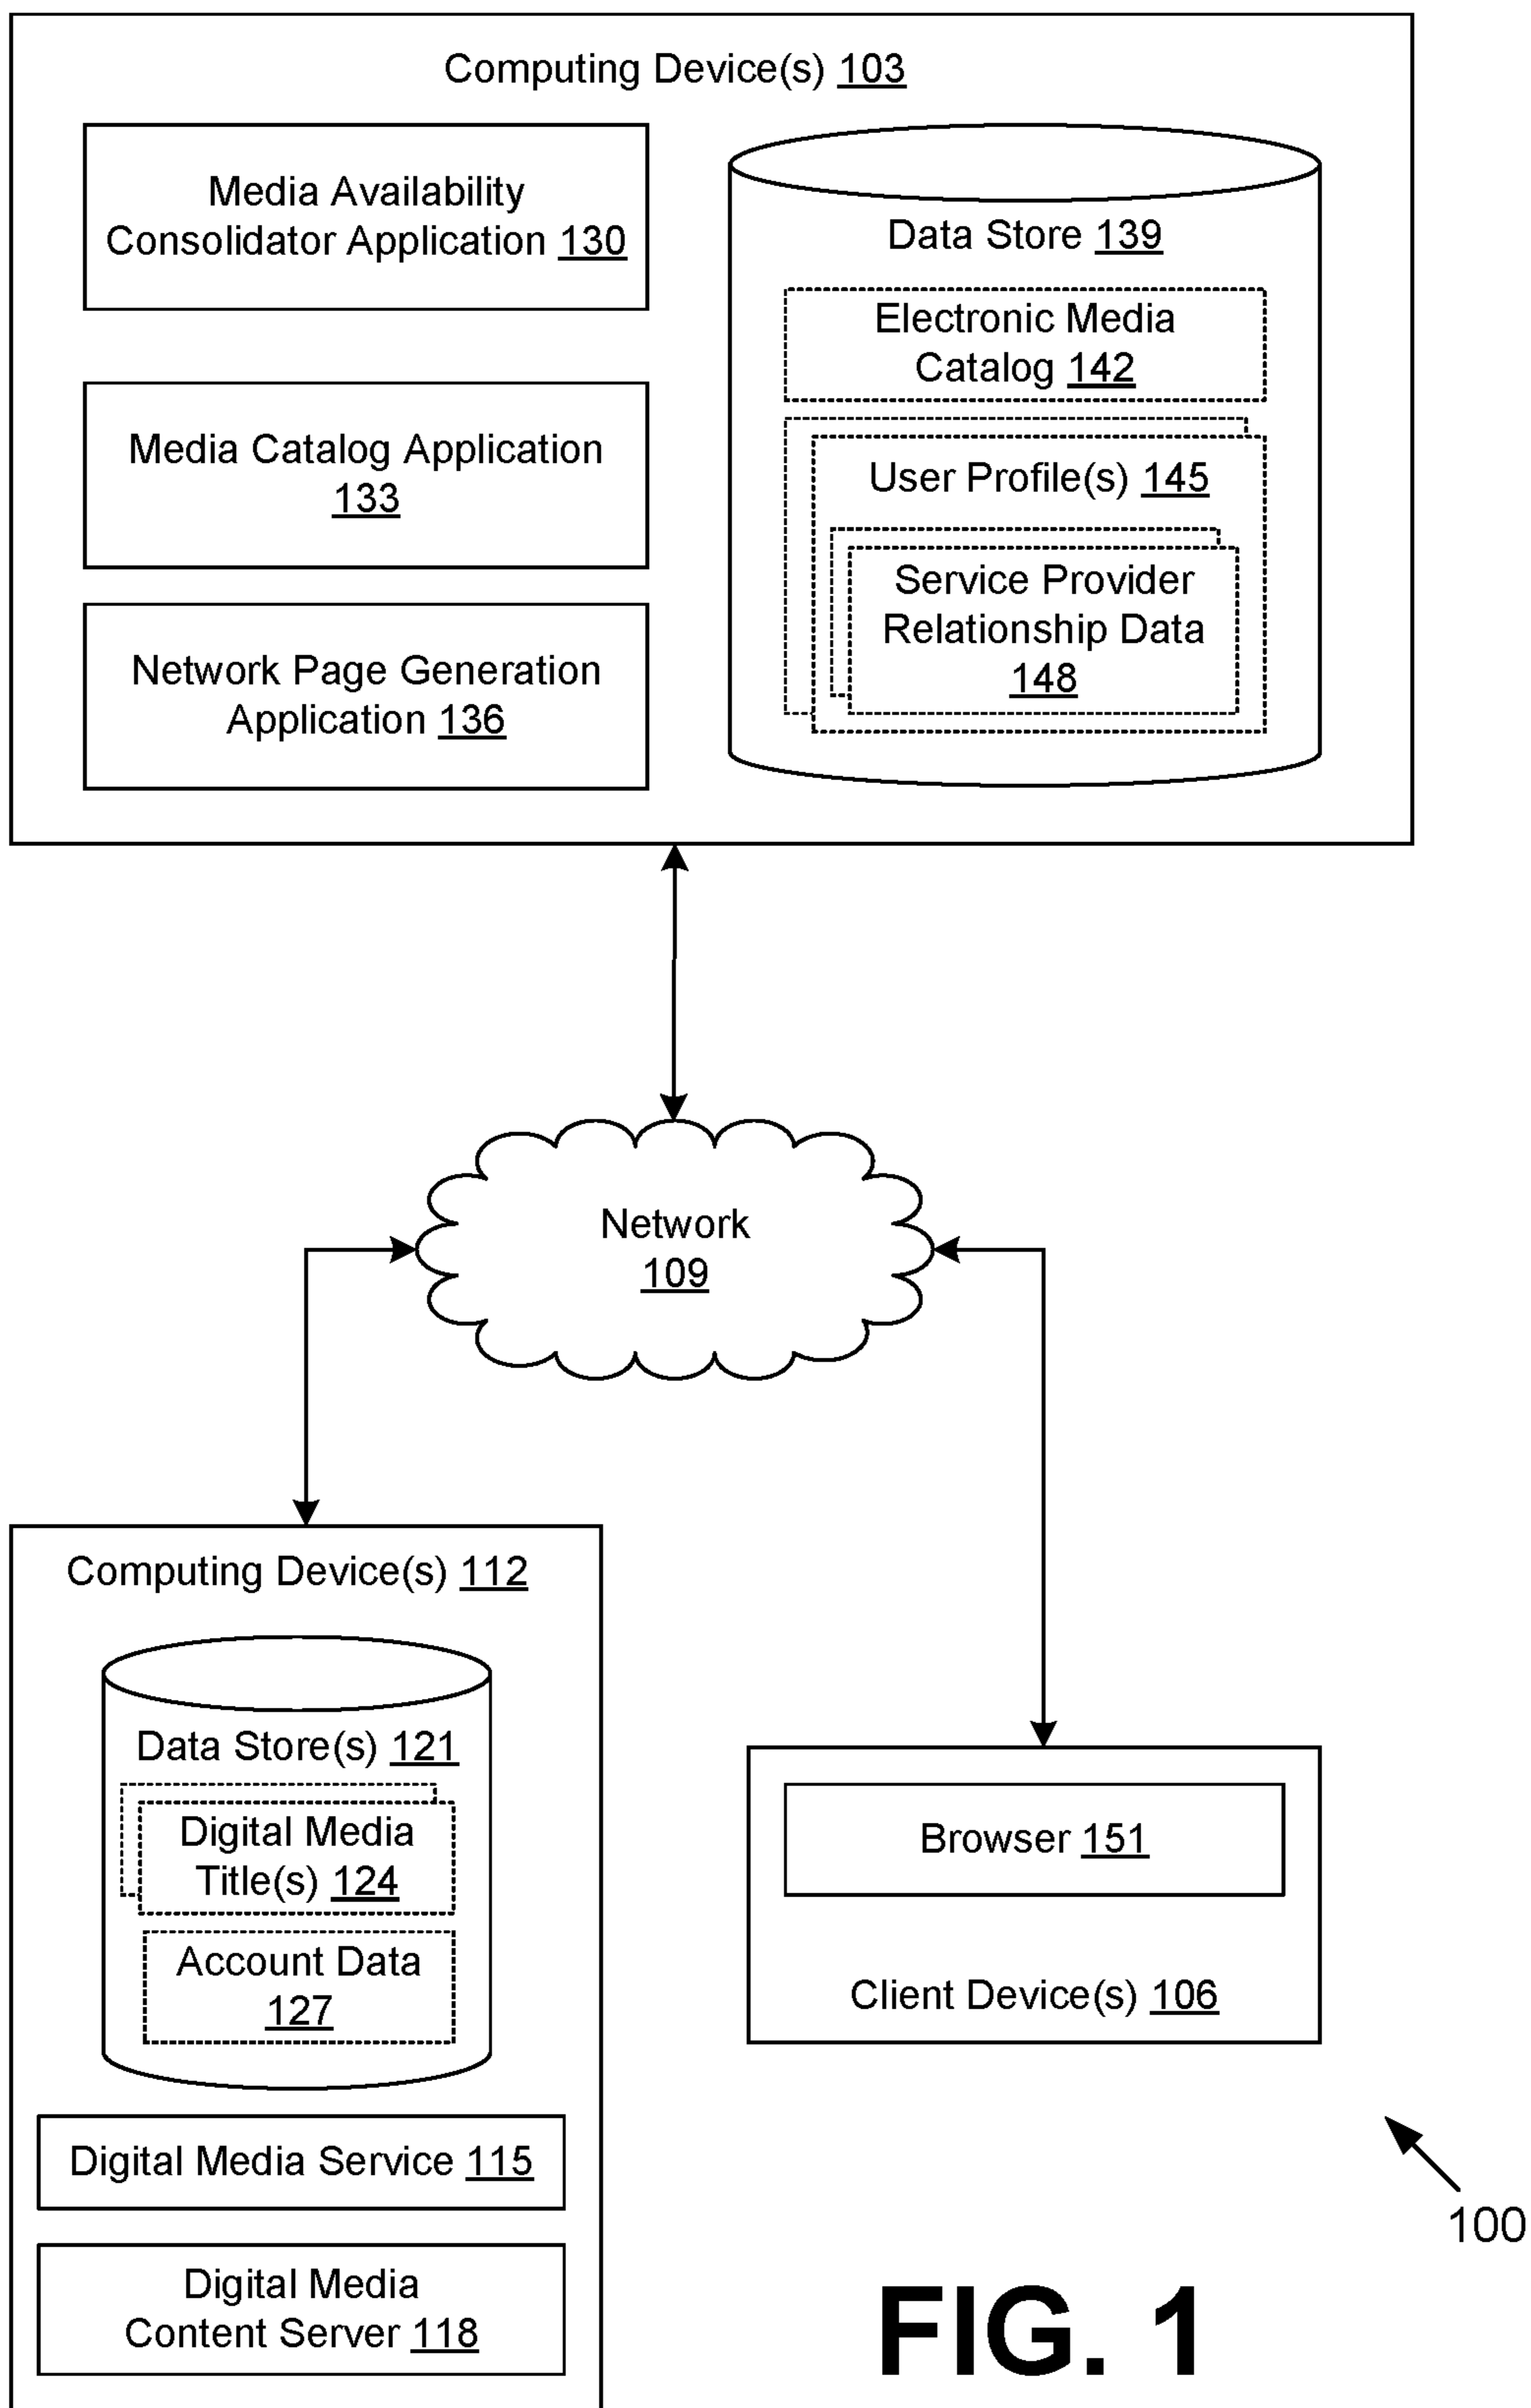 Computing Device(s) 103
Media Availability
Consolidator Application 130
Media Catalog Application
133
Network Page Generation
Application 136
Data Store 139
Electronic Media
Catalog 142
User Profile(s) 145
Service Provider
Relationship Data
148
Network
109
Computing Device(s) 112
Data Store(s) 121
Digital Media
Title(s) 124
Account Data
127
Digital Media Service 115
Digital Media
Content Server 118
Browser 151
Client Device(s) 106
100
FIG. 1